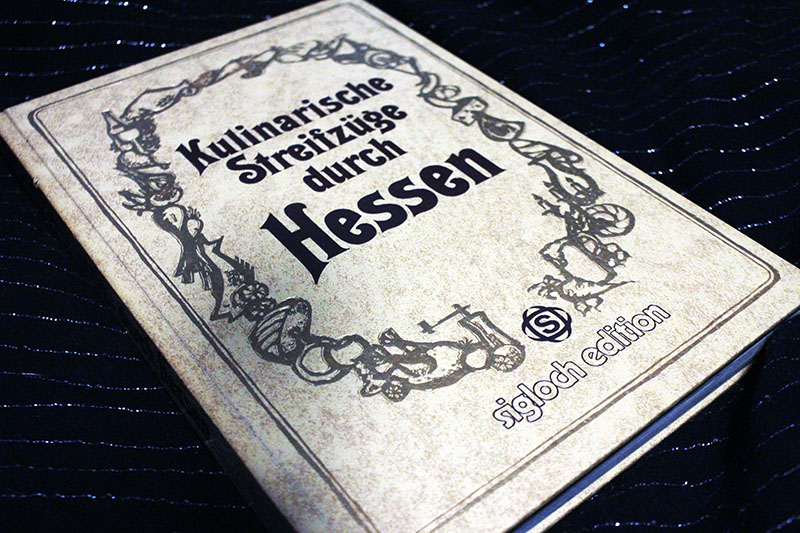 Kulinarische
Streifzüge
durch
Hessen
S
sigloch edition